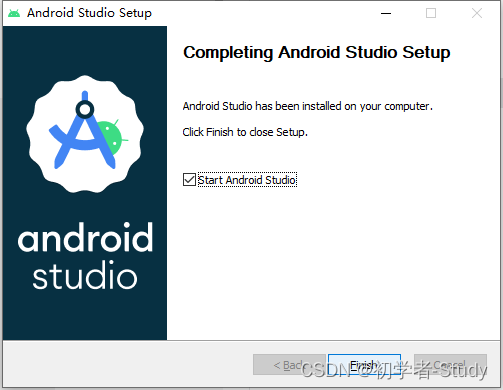 Android Studio Setup
Completing Android Studio Setup
Android Studio has been installed on your computer.
Click Finish to close Setup.
Start Android Studio
android
studio
< Back
Finish
Cancel
CSDN @初学者-Study